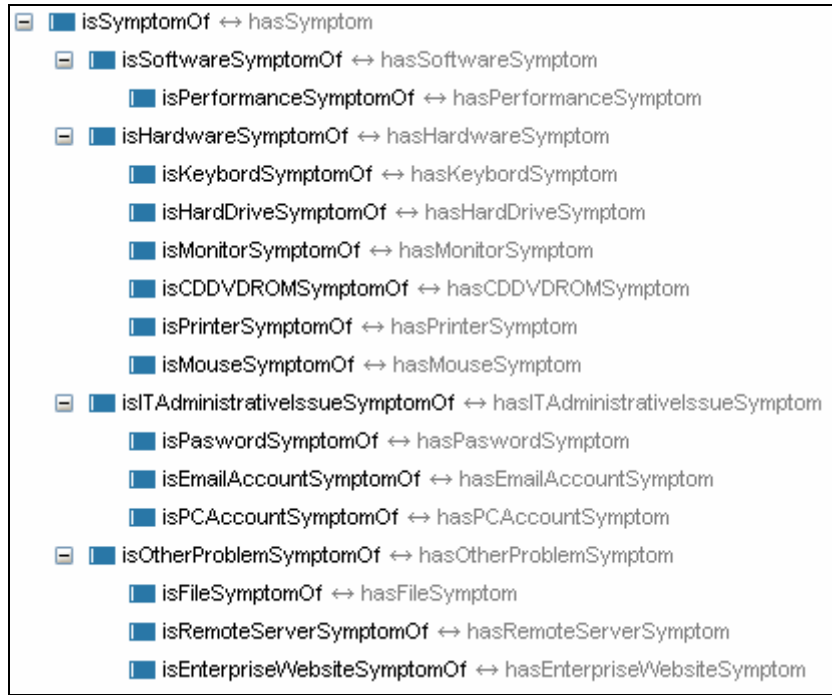 isSymptomOf ↔ hasSymptom
isSoftwareSymptomOf ↔ hasSoftwareSymptom
isPerformanceSymptomOf ↔ hasPerformanceSymptom
isHardwareSymptomOf ↔ hasHardwareSymptom
isKeybordSymptomOf ↔ hasKeybordSymptom
isHardDriveSymptomOf ↔ hasHardDriveSymptom
isMonitorSymptomOf ↔ hasMonitorSymptom
isCDDVDROMSymptomOf ↔ hasCDDVDROMSymptom
isPrinterSymptomOf ↔ hasPrinterSymptom
isMouseSymptomOf ↔ hasMouseSymptom
isITAdministrativeIssueSymptomOf ↔ hasITAdministrativeIssueSymptom
isPaswordSymptomOf ↔ hasPaswordSymptom
isEmailAccountSymptomOf ↔ hasEmailAccountSymptom
isPCAccountSymptomOf ↔ hasPCAccountSymptom
isOtherProblemSymptomOf ↔ hasOtherProblemSymptom
isFileSymptomOf ↔ hasFileSymptom
isRemoteServerSymptomOf ↔ hasRemoteServerSymptom
isEnterpriseWebsiteSymptomOf ↔ hasEnterpriseWebsiteSymptom